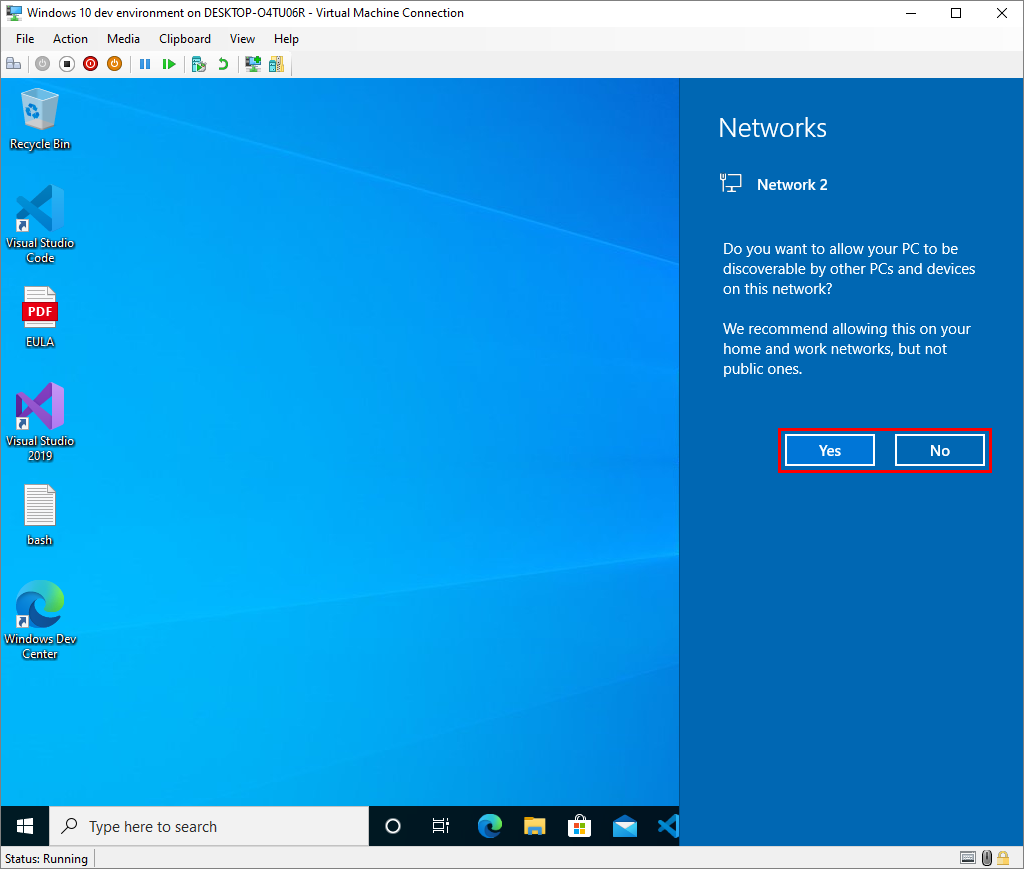 Windows 10 dev environment on DESKTOP-O4TU06R - Virtual Machine Connection
File Action Media Clipboard View Help
Recycle Bin
Visual Studio
Code
PDF
EULA
Visual Studio
2019
bash
Windows Dev
Center
Networks
Network 2
Do you want to allow your PC to be
discoverable by other PCs and devices
on this network?
We recommend allowing this on your
home and work networks, but not
public ones.
Yes No
Type here to search
Status: Running